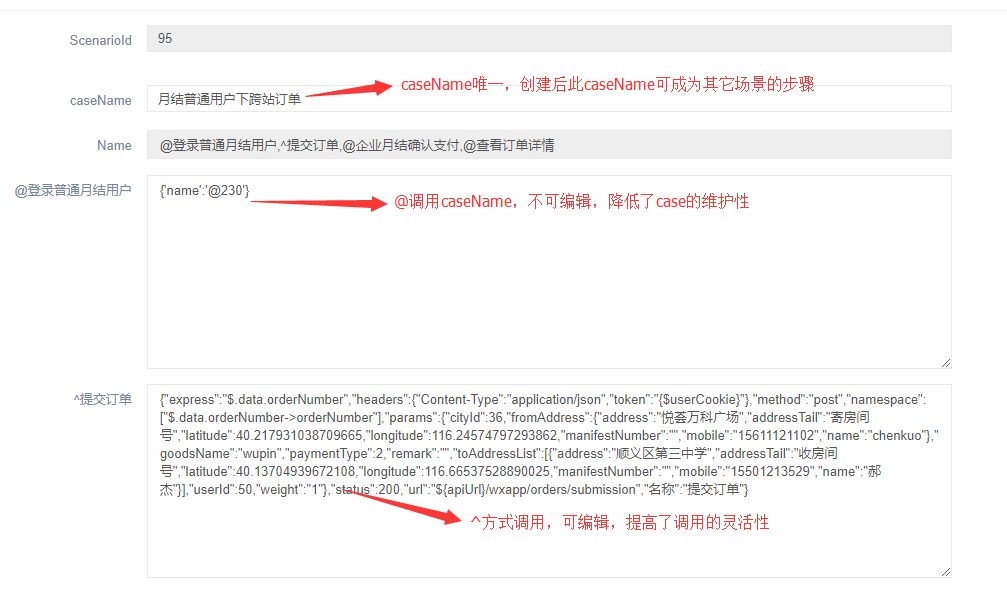 ScenarioId
95
caseName
月结普通用户下跨站订单
caseName唯一，创建后此caseName可成为其它场景的步骤
Name
@登录普通月结用户,^提交订单,@企业月结确认支付,@查看订单详情
@登录普通月结用户
{'name':'@230'}
@调用caseName，不可编辑，降低了case的维护性
^提交订单
{"express":"$.data.orderNumber","headers":{"Content-Type":"application/json","token":"{$userCookie}"},"method":"post","namespace":
["$.data.orderNumber->orderNumber"],"params":{"cityId":36,"fromAddress":{"address":"悦荟万科广场","addressTail":"寄房间
号","latitude":40.217931038709665,"longitude":116.24574797293862,"manifestNumber":"","mobile":"15611121102","name":"chenkuo"},"
goodsName":"wupin","paymentType":2,"remark":"","toAddressList":[{"address":"顺义区第三中学","addressTail":"收房间
号","latitude":40.13704939672108,"longitude":116.66537528890025,"manifestNumber":"","mobile":"15501213529","name":"郝
杰"}],"userId":50,"weight":"1"},"status":200,"url":"${apiUrl}/wxapp/orders/submission","名称":"提交订单"}
^方式调用，可编辑，提高了调用的灵活性